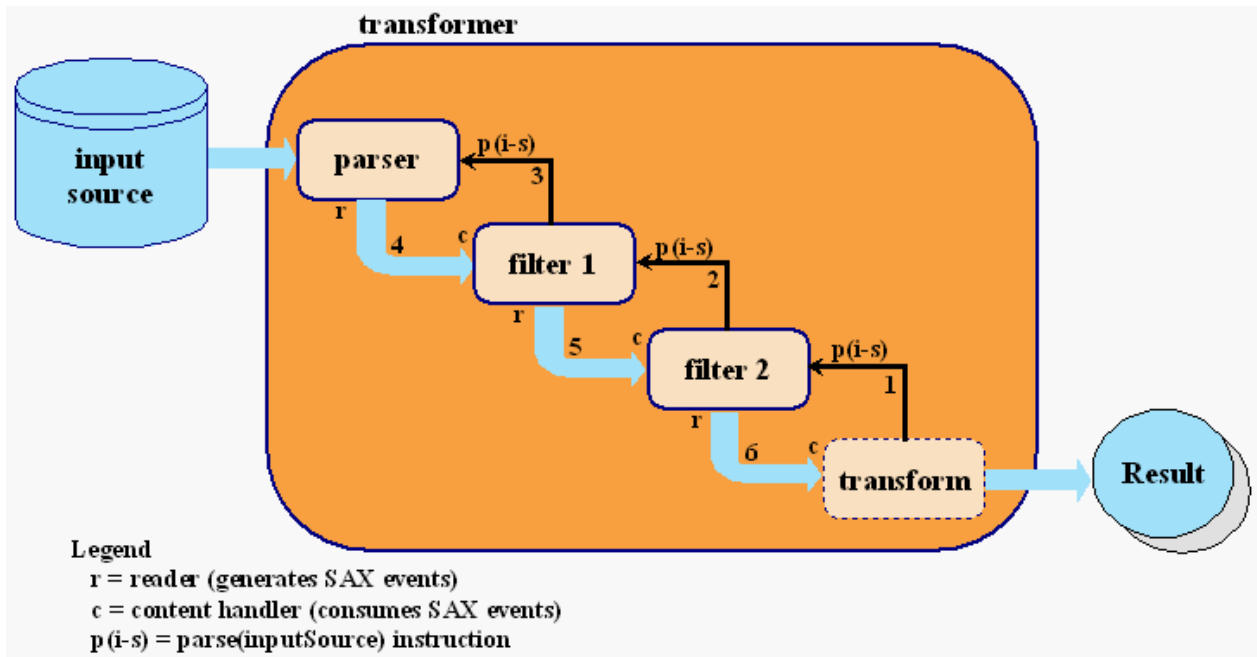 transformer
input
source
parser
p(i-s)
3
r
4
c
filter 1
p(i-s)
2
r
5
c
filter 2
p(i-s)
1
r
6
c
transform
Result
Legend
r = reader (generates SAX events)
c = content handler (consumes SAX events)
p(i-s) = parse(inputSource) instruction